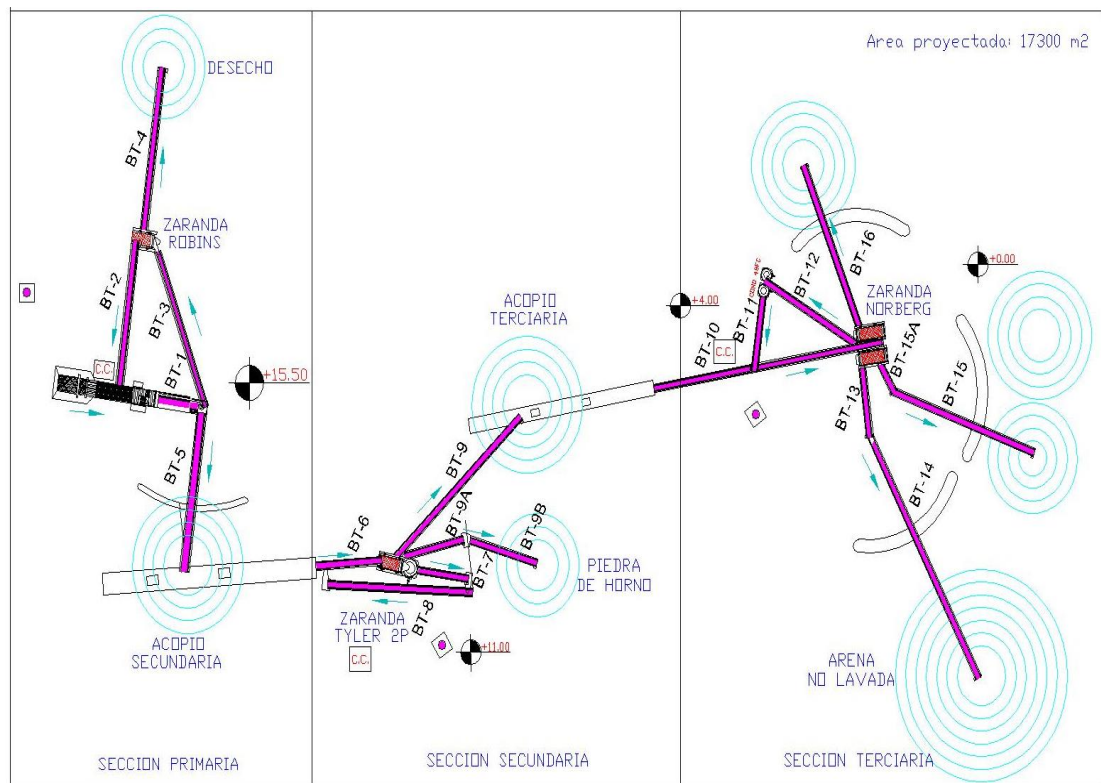 Area proyectada: 17300 m2
DESECHO
BT-4
ZARANDA
ROBINS
BT-2
BT-3
BT-1
C.C.
+15.50
BT-5
ACOPIO
SECUNDARIA
SECCION PRIMARIA
ACOPIO
TERCIARIA
BT-9
BT-6
BT-9A
BT-9B
BT-7
BT-8
PIEDRA
DE HORNO
ZARANDA
TYLER 2P
C.C.
+11.00
SECCION SECUNDARIA
+4.00
BT-10
C.C.
BT-11
BT-12
BT-16
+0.00
ZARANDA
NORBERG
BT-15A
BT-15
BT-13
BT-14
ARENA
NO LAVADA
SECCION TERCIARIA